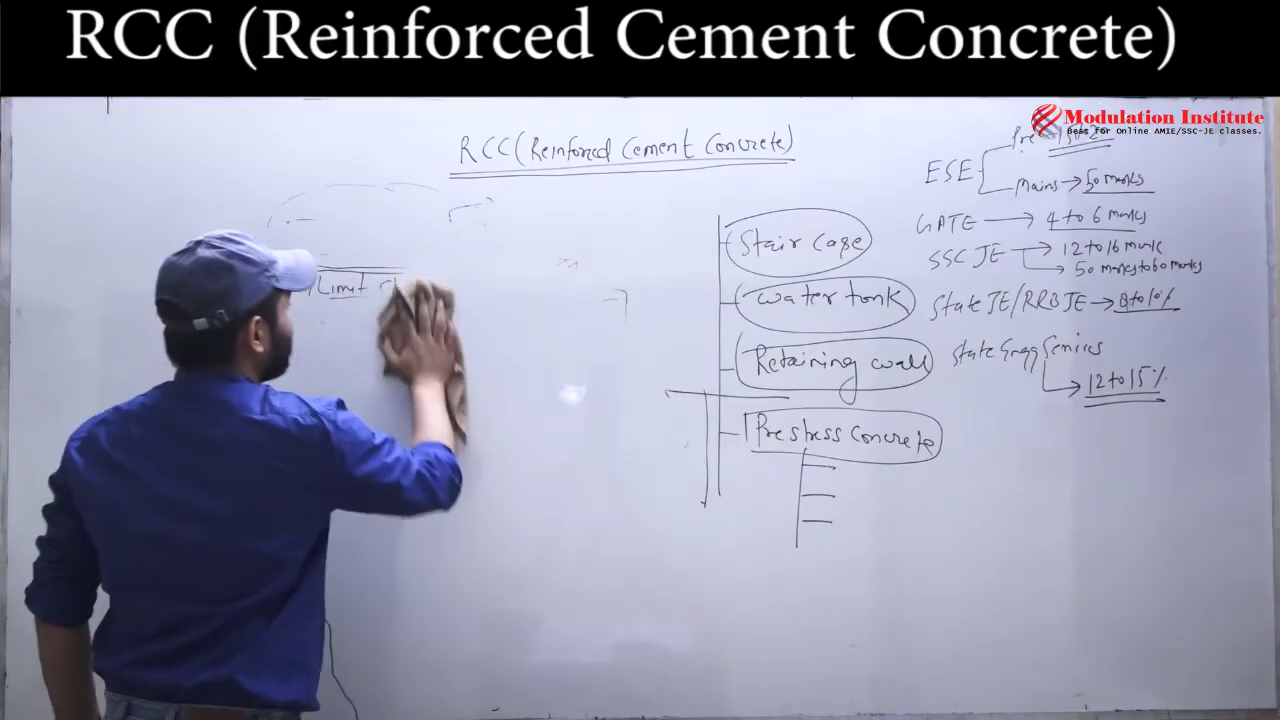 RCC (Reinforced Cement Concrete)
Modulation Institute
Best For Online AMIE/SSC-JE classes.
RCC (Reinforced Cement Concrete)
Limit
Stair Case
Water tank
Retaining wall
Prestress Concrete
ESE
Pre
Mains → 50 marks
GATE → 4 to 6 marks
SSC JE → 12 to 16 mark
→ 50 marks to 60 marks
State JE/RRB JE → 8 to 10%
State Engg Services
→ 12 to 15%